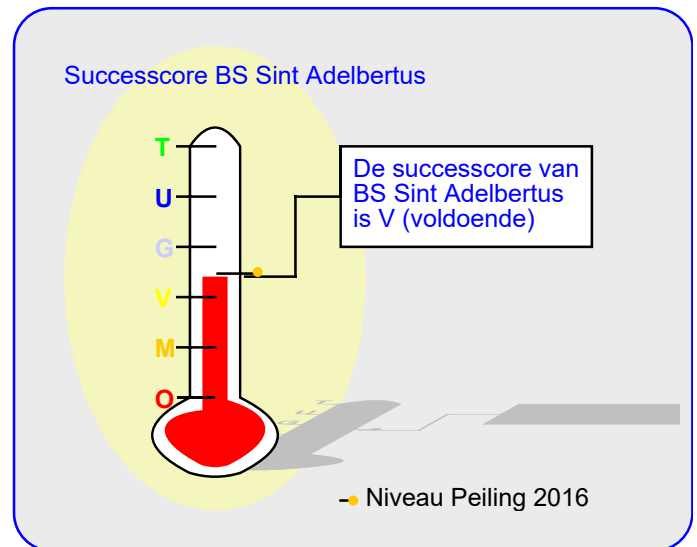 Successcore BS Sint Adelbertus
T
U
G
V
M
O
De successcore van
BS Sint Adelbertus
is V (voldoende)
T
U
G
Niveau Peiling 2016